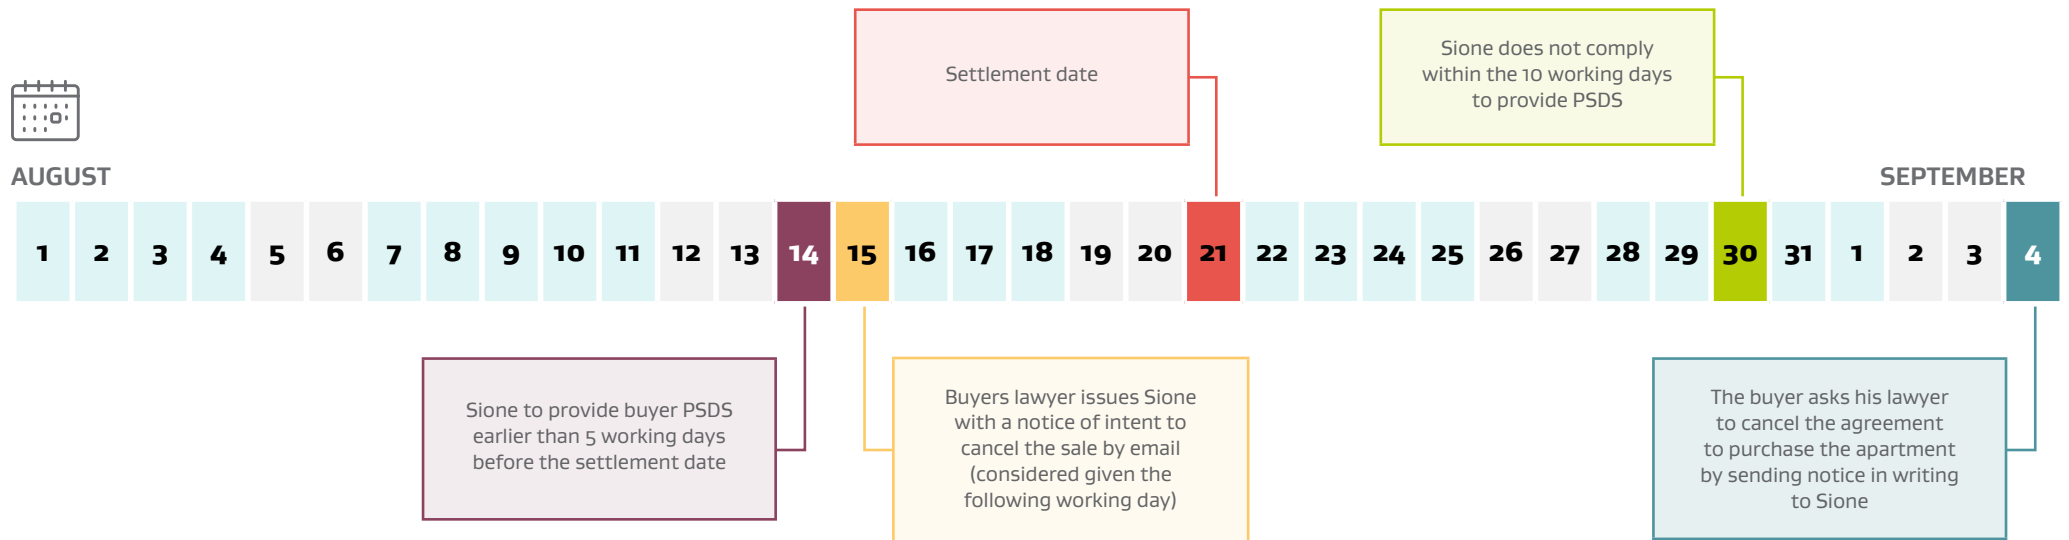 Settlement date
Sione does not comply
within the 10 working days
to provide PSDS
AUGUST
SEPTEMBER
1 2 3 4 5 6 7 8 9 10 11 12 13 14 15 16 17 18 19 20 21 22 23 24 25 26 27 28 29 30 31 1 2 3 4
Sione to provide buyer PSDS
earlier than 5 working days
before the settlement date
Buyers lawyer issues Sione
with a notice of intent to
cancel the sale by email
(considered given the
following working day)
The buyer asks his lawyer
to cancel the agreement
to purchase the apartment
by sending notice in writing
to Sione